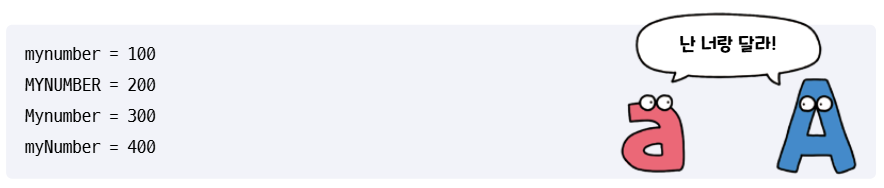 mynumber = 100
MYNUMBER = 200
Mynumber = 300
myNumber = 400
난 너랑 달라!
a
A